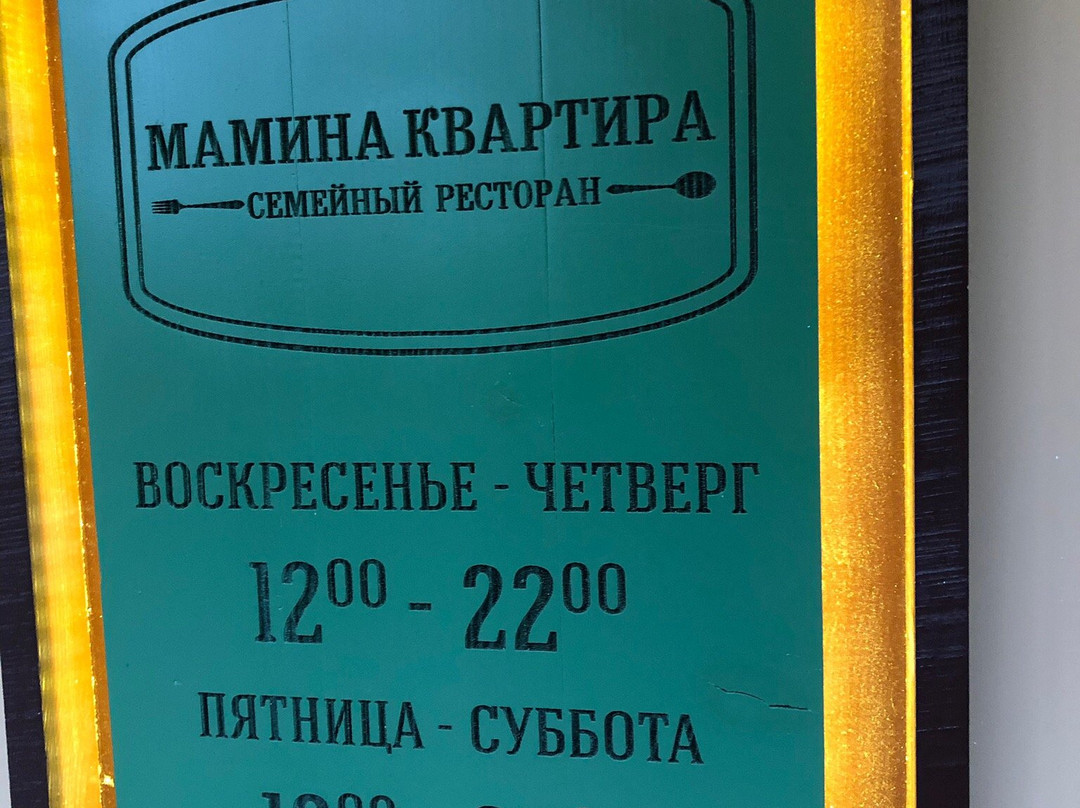 МАМИНА КВАРТИРА
СЕМЕЙНЫЙ РЕСТОРАН
ВОСКРЕСЕНЬЕ - ЧЕТВЕРГ
12⁰⁰ - 22⁰⁰
ПЯТНИЦА - СУББОТА